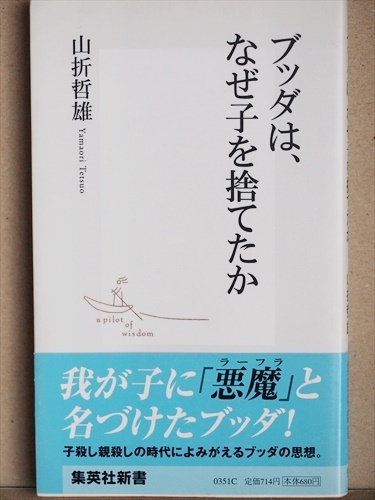 ブッダは、
なぜ子を捨てたか
山折哲雄
Yamaori Tetsuo
a pilot
of
wisdom
ラーフラ
我が子に「悪魔」と
名づけたブッダ!
子殺し親殺しの時代によみがえるブッダの思想。
集英社新書
0351C 定価714円 本体680円